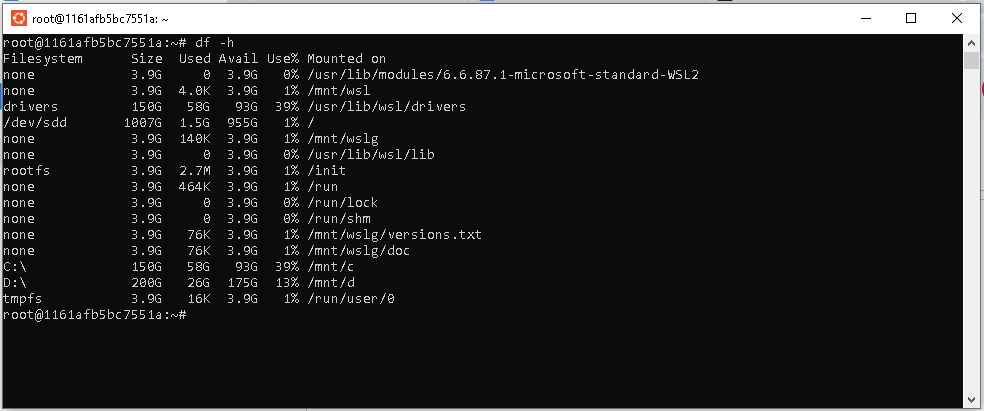 root@1161afb5bc7551a: ~
root@1161afb5bc7551a:~# df -h
Filesystem      Size  Used Avail Use% Mounted on
none            3.9G     0  3.9G   0% /usr/lib/modules/6.6.87.1-microsoft-standard-WSL2
none            3.9G  4.0K  3.9G   1% /mnt/wsl
drivers         150G   58G   93G  39% /usr/lib/wsl/drivers
/dev/sdd       1007G  1.5G  955G   1% /
none            3.9G  140K  3.9G   1% /mnt/wslg
none            3.9G     0  3.9G   0% /usr/lib/wsl/lib
rootfs          3.9G  2.7M  3.9G   1% /init
none            3.9G  464K  3.9G   1% /run
none            3.9G     0  3.9G   0% /run/lock
none            3.9G     0  3.9G   0% /run/shm
none            3.9G   76K  3.9G   1% /mnt/wslg/versions.txt
none            3.9G   76K  3.9G   1% /mnt/wslg/doc
C:\             150G   58G   93G  39% /mnt/c
D:\             200G   26G  175G  13% /mnt/d
tmpfs           3.9G   16K  3.9G   1% /run/user/0
root@1161afb5bc7551a:~#